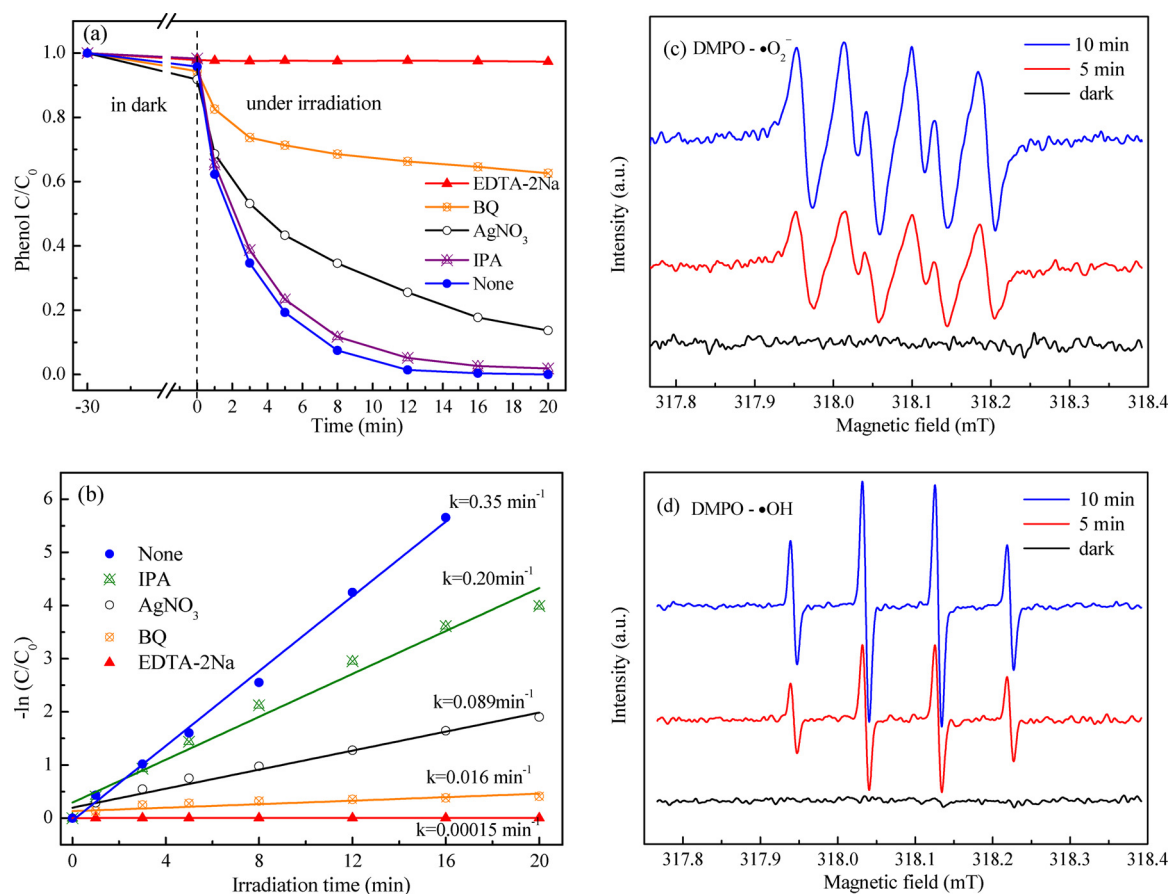 (a)
1.0
0.8
0.6
0.4
0.2
0.0
Phenol C/C₀
in dark
under irradiation
EDTA-2Na
BQ
AgNO₃
IPA
None
-30 0 2 4 6 8 10 12 14 16 18 20
Time (min)
(c) DMPO - •O₂⁻
10 min
5 min
dark
Intensity (a.u.)
317.8 317.9 318.0 318.1 318.2 318.3 318.4
Magnetic field (mT)
(b)
6
5
4
3
2
1
0
-ln (C/C₀)
None
IPA
AgNO₃
BQ
EDTA-2Na
k=0.35 min⁻¹
k=0.20min⁻¹
k=0.089min⁻¹
k=0.016 min⁻¹
k=0.00015 min⁻¹
0 4 8 12 16 20
Irradiation time (min)
(d) DMPO - •OH
10 min
5 min
dark
Intensity (a.u.)
317.8 317.9 318.0 318.1 318.2 318.3 318.4
Magnetic field (mT)